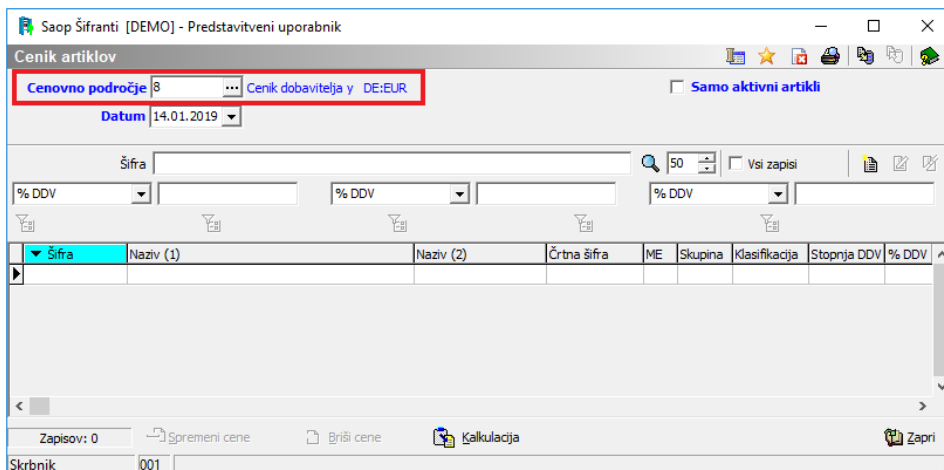 Saop Šifranti [DEMO] - Predstavitveni uporabnik
Cenik artiklov
Cenovno področje 8 ... Cenik dobavitelja y DE:EUR
Samo aktivni artikli
Datum 14.01.2019
Šifra 50 Vsi zapisi
% DDV % DDV % DDV
Šifra Naziv (1) Naziv (2) Črtna šifra ME Skupina Klasifikacija Stopnja DDV % DDV
Zapisov: 0 Spremeni cene Briši cene Kalkulacija Zapri
Skrbnik 001